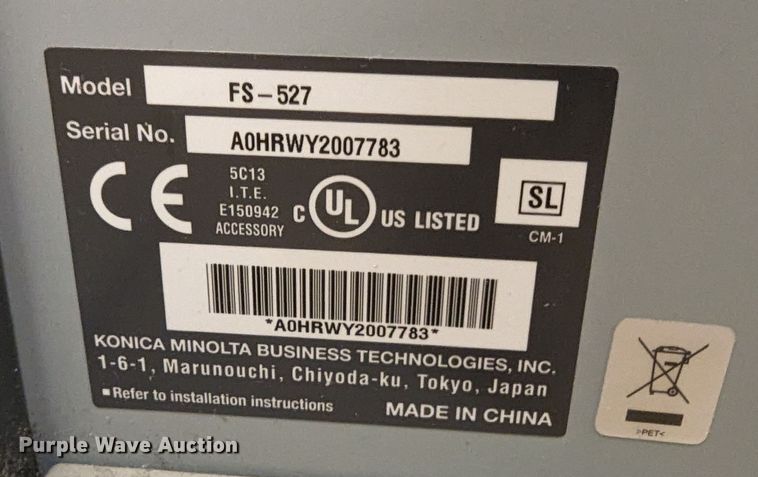 Model FS-527
Serial No. A0HRWY2007783
CE
5C13
I.T.E.
E150942
ACCESSORY
C UL US LISTED
SL
CM-1
*A0HRWY2007783*
KONICA MINOLTA BUSINESS TECHNOLOGIES, INC.
1-6-1, Marunouchi, Chiyoda-ku, Tokyo, Japan
■Refer to installation instructions
MADE IN CHINA
>PET<
Purple Wave Auction